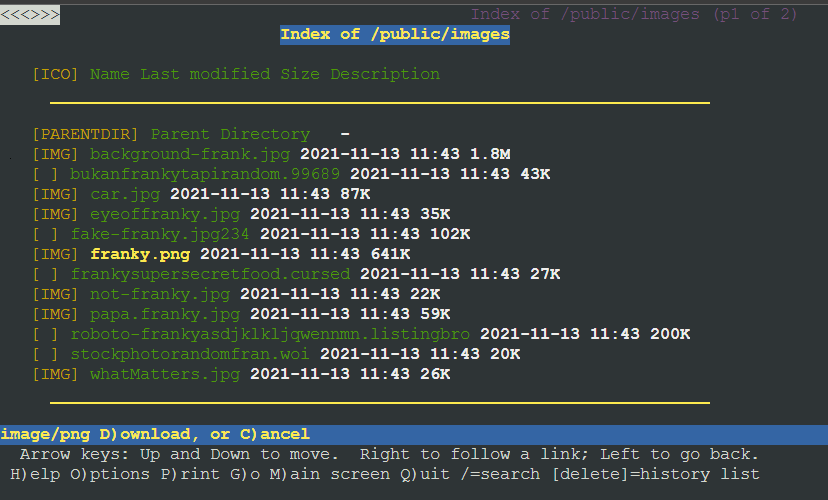 <<<>>>
Index of /public/images (p1 of 2)
Index of /public/images
[ICO] Name Last modified Size Description
[PARENTDIR] Parent Directory -
[IMG] background-frank.jpg 2021-11-13 11:43 1.8M
[ ] bukanfrankytapirandom.99689 2021-11-13 11:43 43K
[IMG] car.jpg 2021-11-13 11:43 87K
[IMG] eyeoffranky.jpg 2021-11-13 11:43 35K
[ ] fake-franky.jpg234 2021-11-13 11:43 102K
[IMG] franky.png 2021-11-13 11:43 641K
[ ] frankysupersecretfood.cursed 2021-11-13 11:43 27K
[IMG] not-franky.jpg 2021-11-13 11:43 22K
[IMG] papa.franky.jpg 2021-11-13 11:43 59K
[ ] roboto-frankyasdjklkljqwennmn.listingbro 2021-11-13 11:43 200K
[ ] stockphotorandomfran.woi 2021-11-13 11:43 20K
[IMG] whatMatters.jpg 2021-11-13 11:43 26K
image/png D)ownload, or C)ancel
Arrow keys: Up and Down to move. Right to follow a link; Left to go back.
H)elp O)ptions P)rint G)o M)ain screen Q)uit /=search [delete]=history list